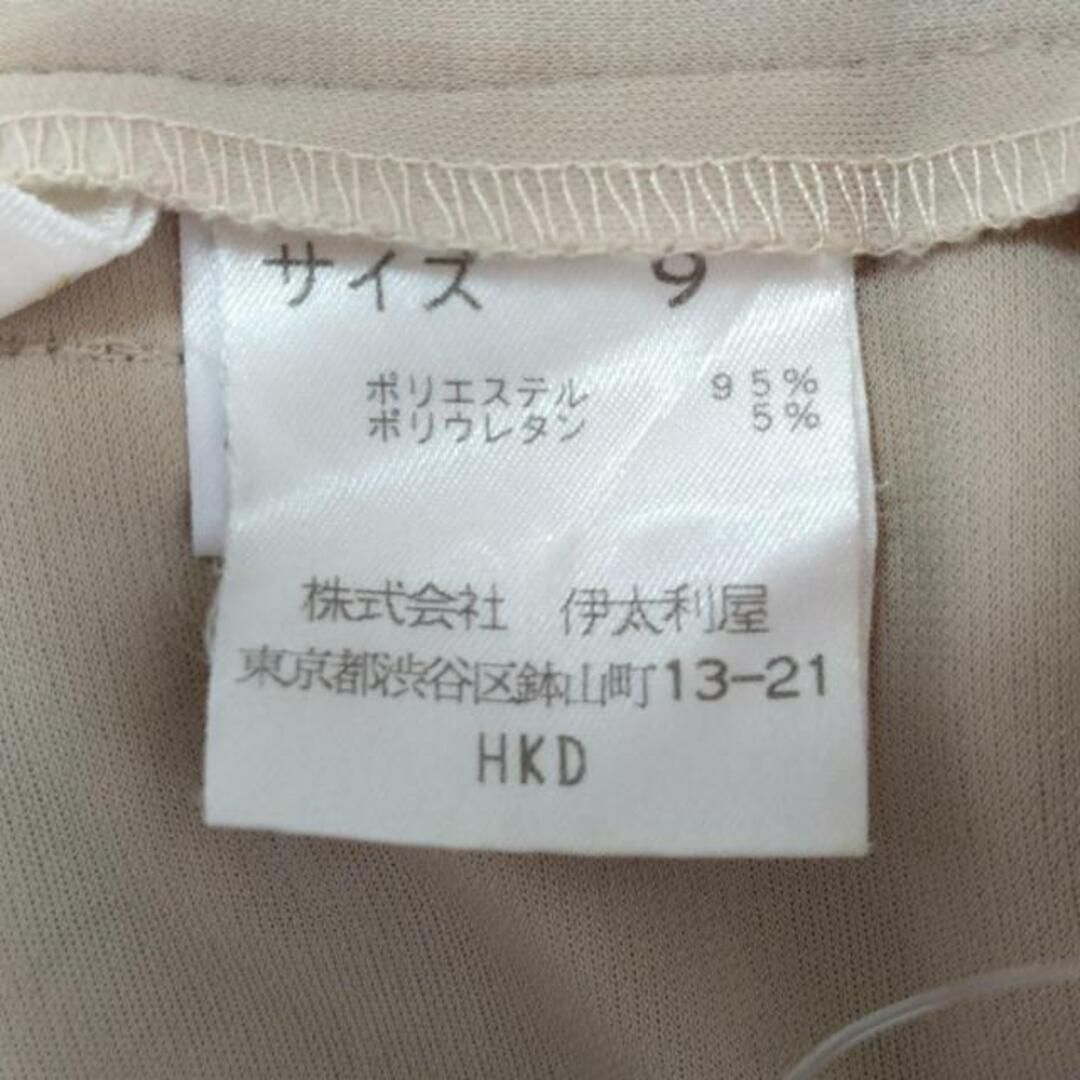 サイズ 9
ポリエステル 95%
ポリウレタン 5%
株式会社 伊太利屋
東京都渋谷区鉢山町13-21
HKD